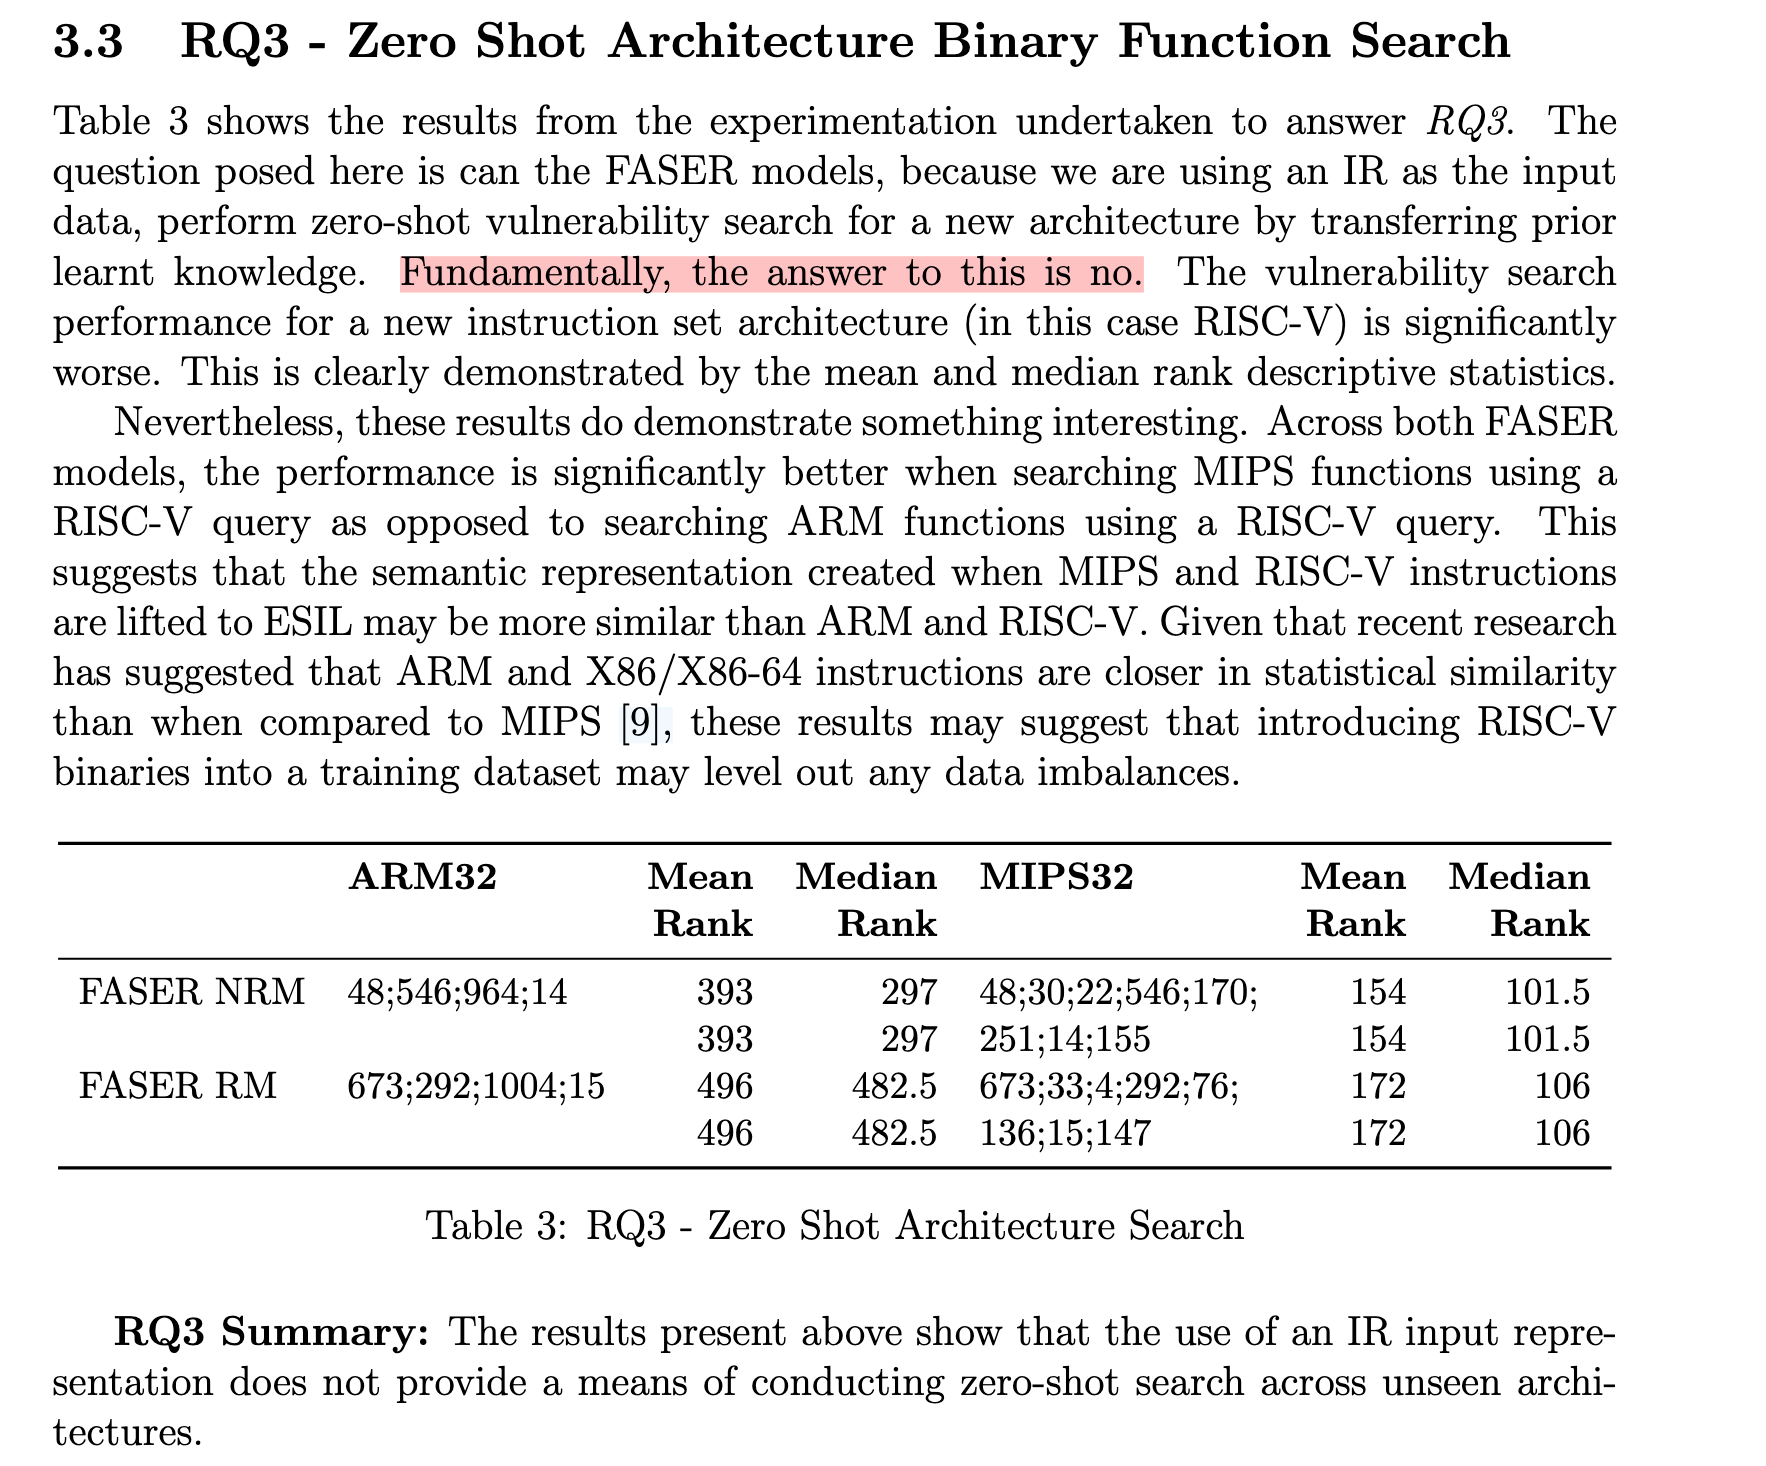 3.3 RQ3 - Zero Shot Architecture Binary Function Search
Table 3 shows the results from the experimentation undertaken to answer RQ3. The
question posed here is can the FASER models, because we are using an IR as the input
data, perform zero-shot vulnerability search for a new architecture by transferring prior
learnt knowledge. Fundamentally, the answer to this is no. The vulnerability search
performance for a new instruction set architecture (in this case RISC-V) is significantly
worse. This is clearly demonstrated by the mean and median rank descriptive statistics.
Nevertheless, these results do demonstrate something interesting. Across both FASER
models, the performance is significantly better when searching MIPS functions using a
RISC-V query as opposed to searching ARM functions using a RISC-V query. This
suggests that the semantic representation created when MIPS and RISC-V instructions
are lifted to ESIL may be more similar than ARM and RISC-V. Given that recent research
has suggested that ARM and X86/X86-64 instructions are closer in statistical similarity
than when compared to MIPS [9], these results may suggest that introducing RISC-V
binaries into a training dataset may level out any data imbalances.
ARM32 Mean Median MIPS32 Mean Median
Rank Rank Rank Rank
FASER NRM 48;546;964;14 393 297 48;30;22;546;170; 154 101.5
393 297 251;14;155 154 101.5
FASER RM 673;292;1004;15 496 482.5 673;33;4;292;76; 172 106
496 482.5 136;15;147 172 106
Table 3: RQ3 - Zero Shot Architecture Search
RQ3 Summary: The results present above show that the use of an IR input repre-
sentation does not provide a means of conducting zero-shot search across unseen archi-
tectures.